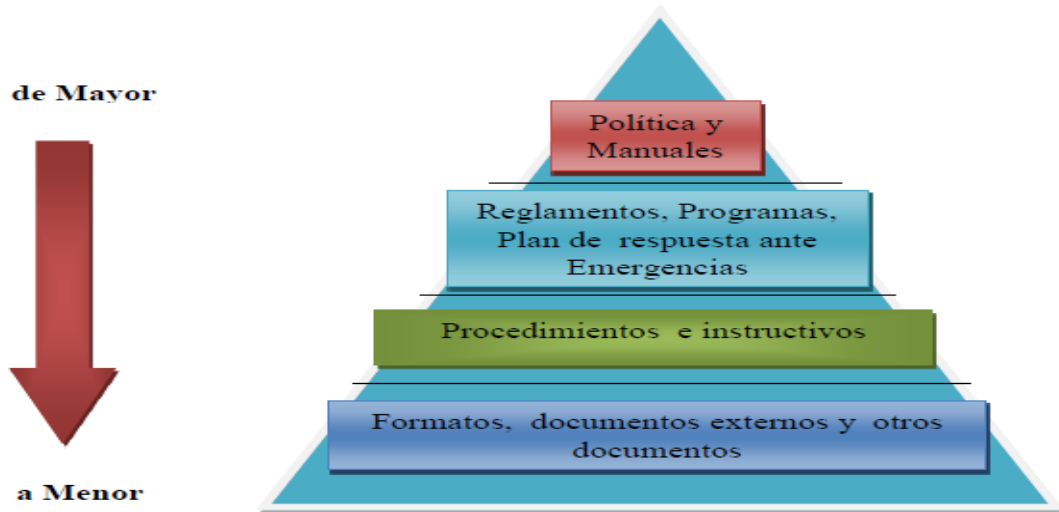 de Mayor
Política y
Manuales
Reglamentos, Programas,
Plan de respuesta ante
Emergencias
Procedimientos e instructivos
Formatos, documentos externos y otros
documentos
a Menor